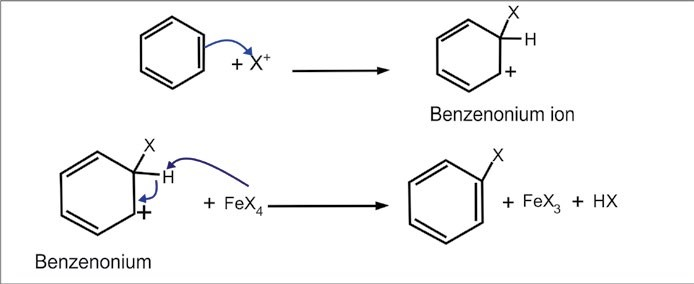 X
H
+ X⁺
+
Benzenonium ion
X
H
X
+
+ FeX₄
+ FeX₃ + HX
Benzenonium